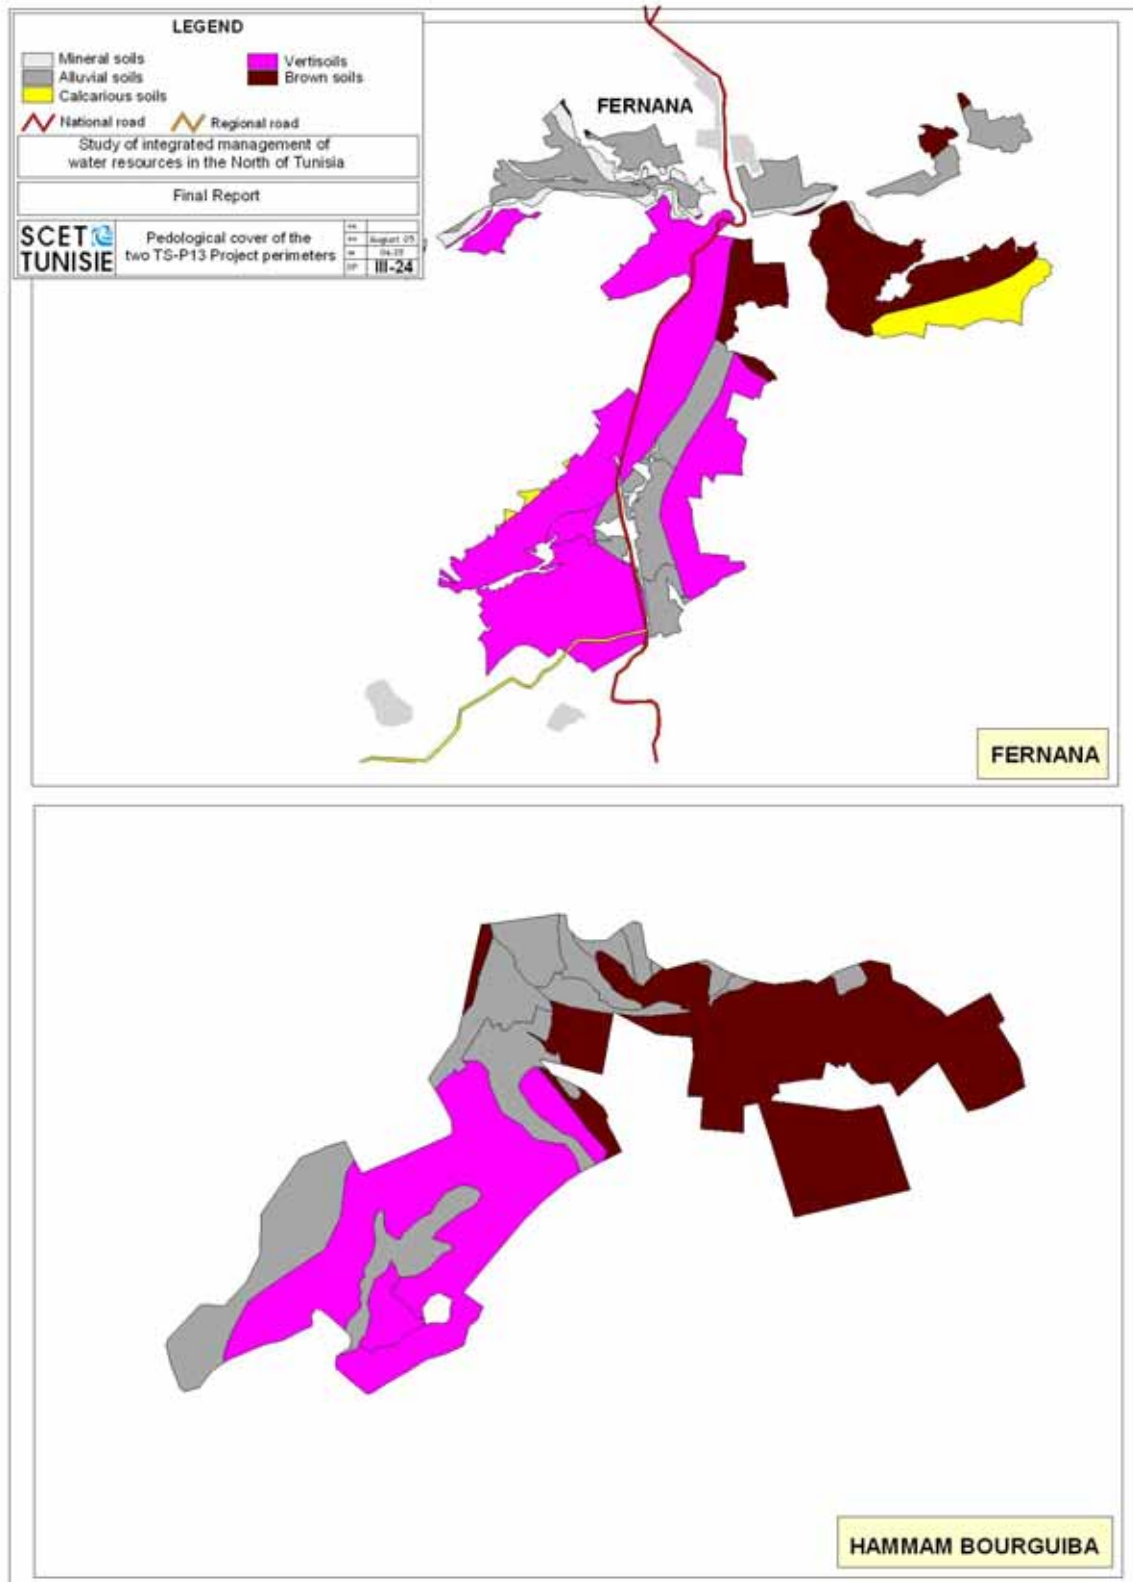 LEGEND
Mineral soils
Alluvial soils
Calcarious soils
Vertisoils
Brown soils
National road
Regional road
Study of integrated management of
water resources in the North of Tunisia
Final Report
SCET
TUNISIE
Pedological cover of the
two TS-P13 Project perimeters
August 05
III-24
FERNANA
FERNANA
HAMMAM BOURGUIBA